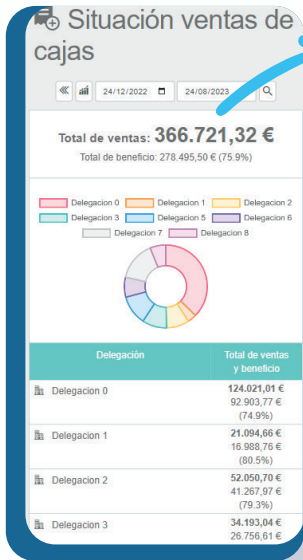 Situación ventas de
cajas
24/12/2022
24/08/2023
Total de ventas: 366.721,32 €
Total de beneficio: 278.495,50 € (75.9%)
Delegacion 0 Delegacion 1 Delegacion 2
Delegacion 3 Delegacion 5 Delegacion 6
Delegacion 7 Delegacion 8
Delegación Total de ventas
y beneficio
Delegacion 0 124.021,01 €
92.903,77 €
(74.9%)
Delegacion 1 21.094,66 €
16.988,76 €
(80.5%)
Delegacion 2 52.050,70 €
41.267,97 €
(79.3%)
Delegacion 3 34.193,04 €
26.756,61 €